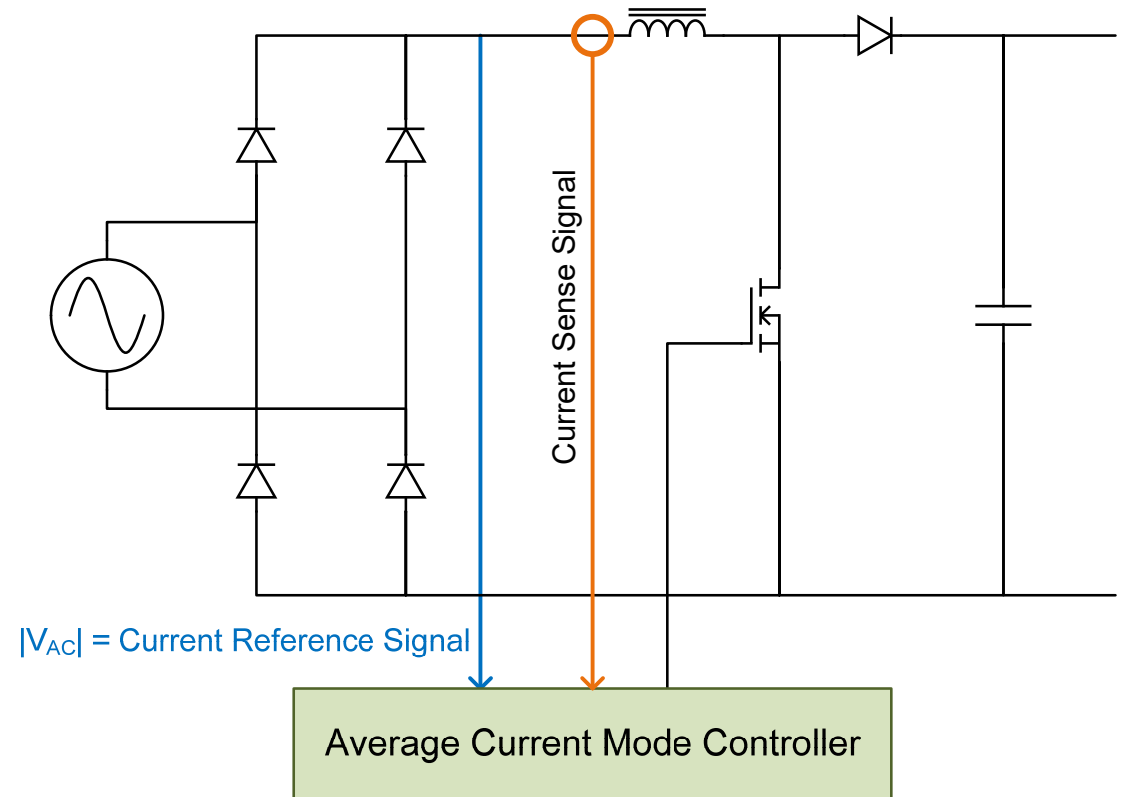 Current Sense Signal
|VAC| = Current Reference Signal
Average Current Mode Controller